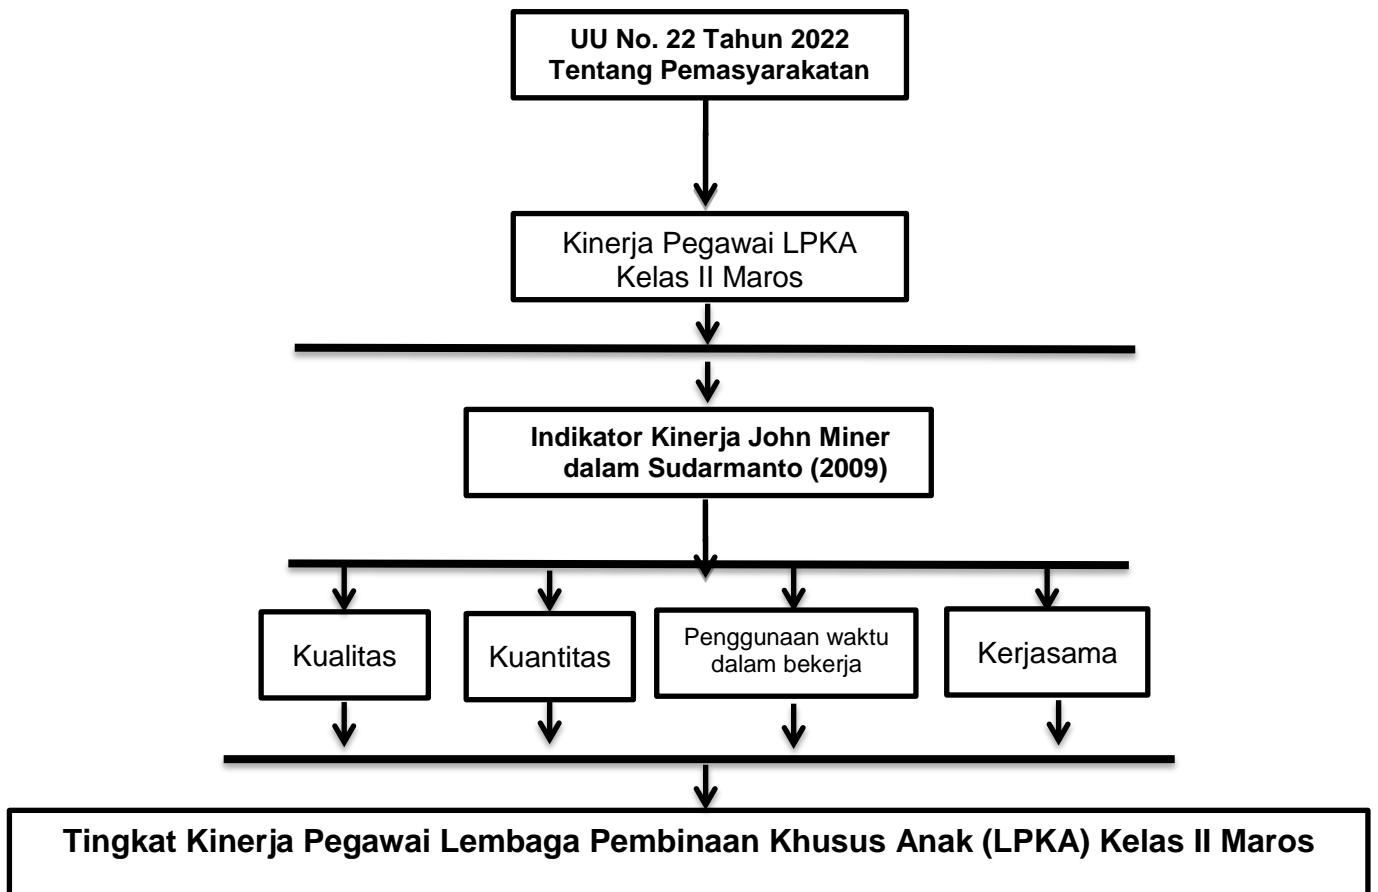 UU No. 22 Tahun 2022
Tentang Pemasyarakatan
Kinerja Pegawai LPKA
Kelas II Maros
Indikator Kinerja John Miner
dalam Sudarmanto (2009)
Kualitas
Kuantitas
Penggunaan waktu
dalam bekerja
Kerjasama
Tingkat Kinerja Pegawai Lembaga Pembinaan Khusus Anak (LPKA) Kelas II Maros